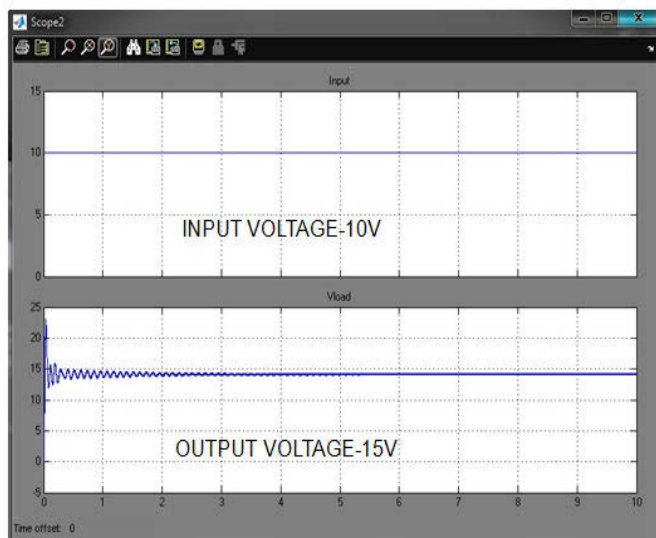 Scope2
Input
15
10
5
0
INPUT VOLTAGE-10V
Vload
25
20
15
10
5
0
-5
OUTPUT VOLTAGE-15V
0 1 2 3 4 5 6 7 8 9 10
Time offset: 0